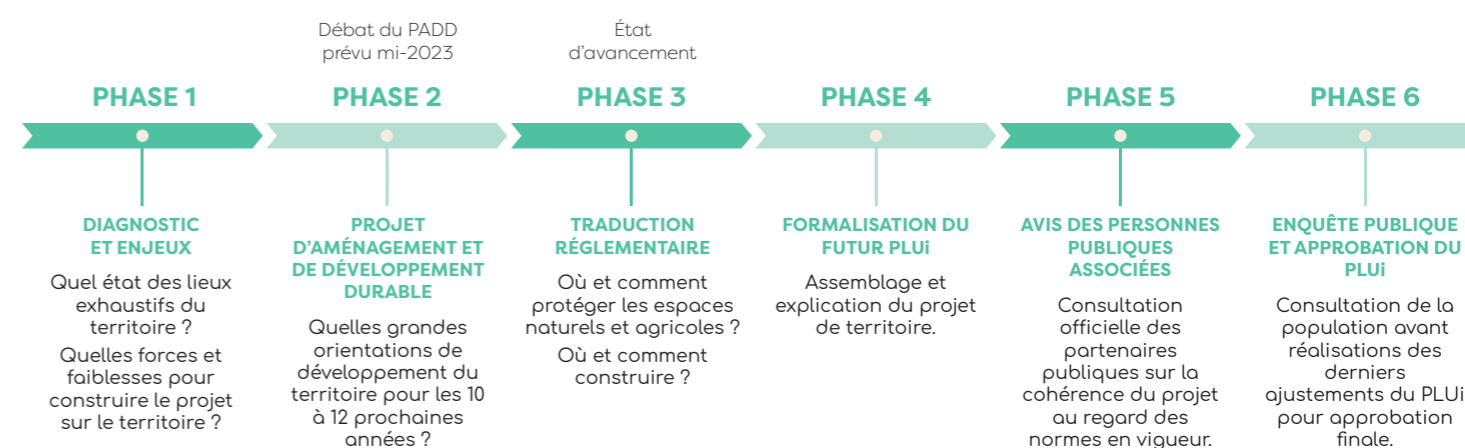 Débat du PADD
prévu mi-2023
État
d’avancement
PHASE 1
PHASE 2
PHASE 3
PHASE 4
PHASE 5
PHASE 6
DIAGNOSTIC
ET ENJEUX
Quel état des lieux
exhaustifs du
territoire ?
Quelles forces et
faiblesses pour
construire le projet
sur le territoire ?
PROJET
D’AMÉNAGEMENT ET
DE DÉVELOPPEMENT
DURABLE
Quelles grandes
orientations de
développement du
territoire pour les 10
à 12 prochaines
années ?
TRADUCTION
RÉGLEMENTAIRE
Où et comment
protéger les espaces
naturels et agricoles ?
Où et comment
construire ?
FORMALISATION DU
FUTUR PLUi
Assemblage et
explication du projet
de territoire.
AVIS DES PERSONNES
PUBLIQUES
ASSOCIÉES
Consultation
officielle des
partenaires
publiques sur la
cohérence du projet
au regard des
normes en vigueur.
ENQUÊTE PUBLIQUE
ET APPROBATION DU
PLUi
Consultation de la
population avant
réalisations des
derniers
ajustements du PLUi
pour approbation
finale.